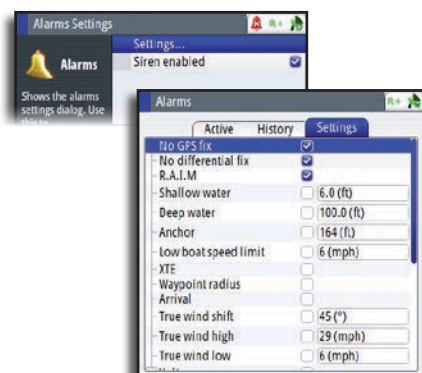 Alarms Settings
R+
Settings...
Alarms
Siren enabled
Shows the alarms
settings dialog. Use
Alarms
R+
Active History Settings
No GPS fix
No differential fix
R.A.I.M
Shallow water 6.0 (ft)
Deep water 100.0 (ft)
Anchor 164 (ft)
Low boat speed limit 6 (mph)
XTE
Waypoint radius
Arrival
True wind shift 45 (°)
True wind high 29 (mph)
True wind low 6 (mph)